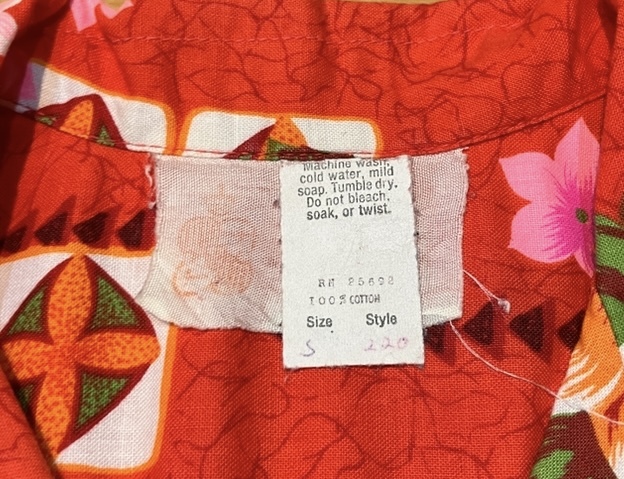 Machine wash,
cold water, mild
soap. Tumble dry.
Do not bleach,
soak, or twist.
RN 25692
100% COTTON
Size Style
S 220